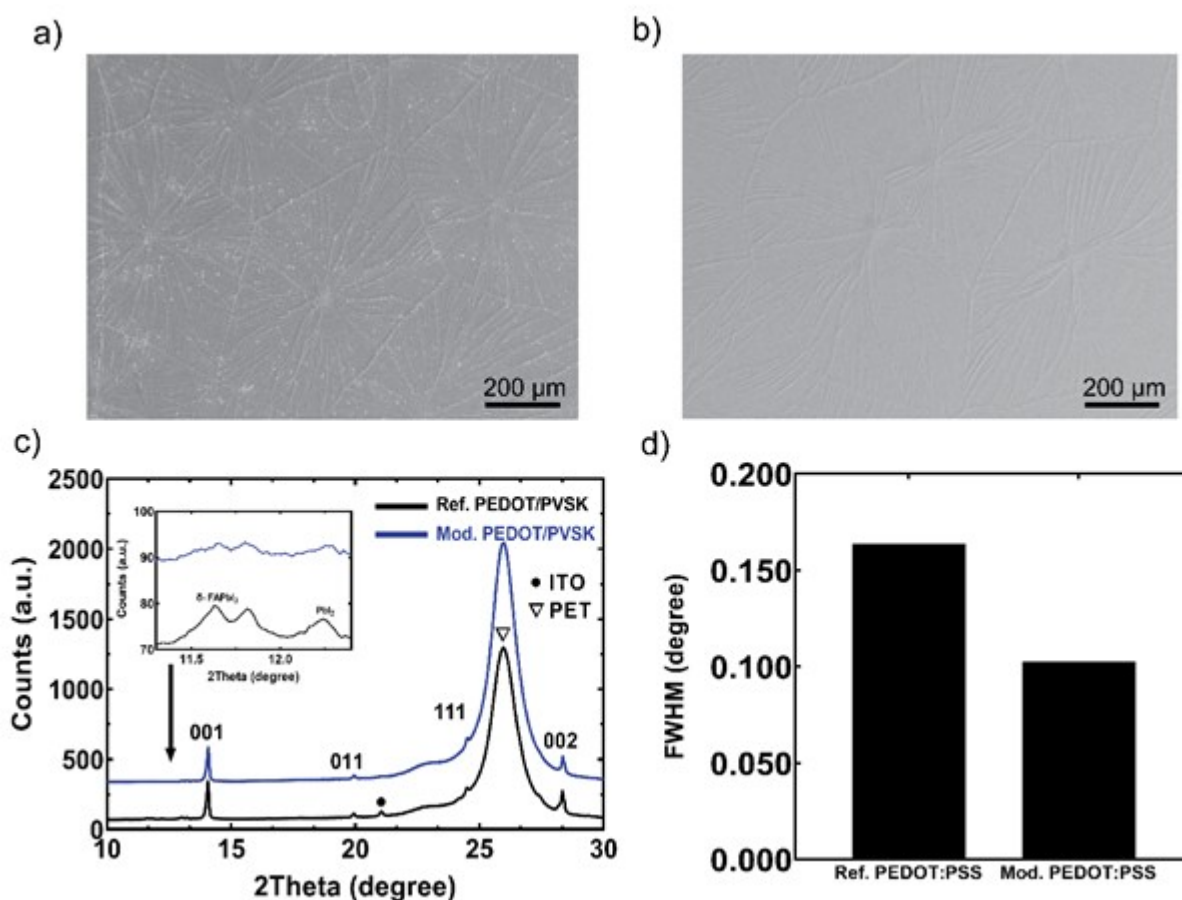 a)
b)
200 µm
200 µm
c)
d)
2500
2000
1500
1000
500
0
10
15
20
25
30
Counts (a.u.)
2Theta (degree)
Ref. PEDOT/PVSK
Mod. PEDOT/PVSK
● ITO
▽ PET
001
011
111
002
100
90
80
70
11.5
12.0
Counts (a.u.)
2Theta (degree)
δ- FAPbI₃
PbI₂
0.200
0.150
0.100
0.050
0.000
FWHM (degree)
Ref. PEDOT:PSS
Mod. PEDOT:PSS